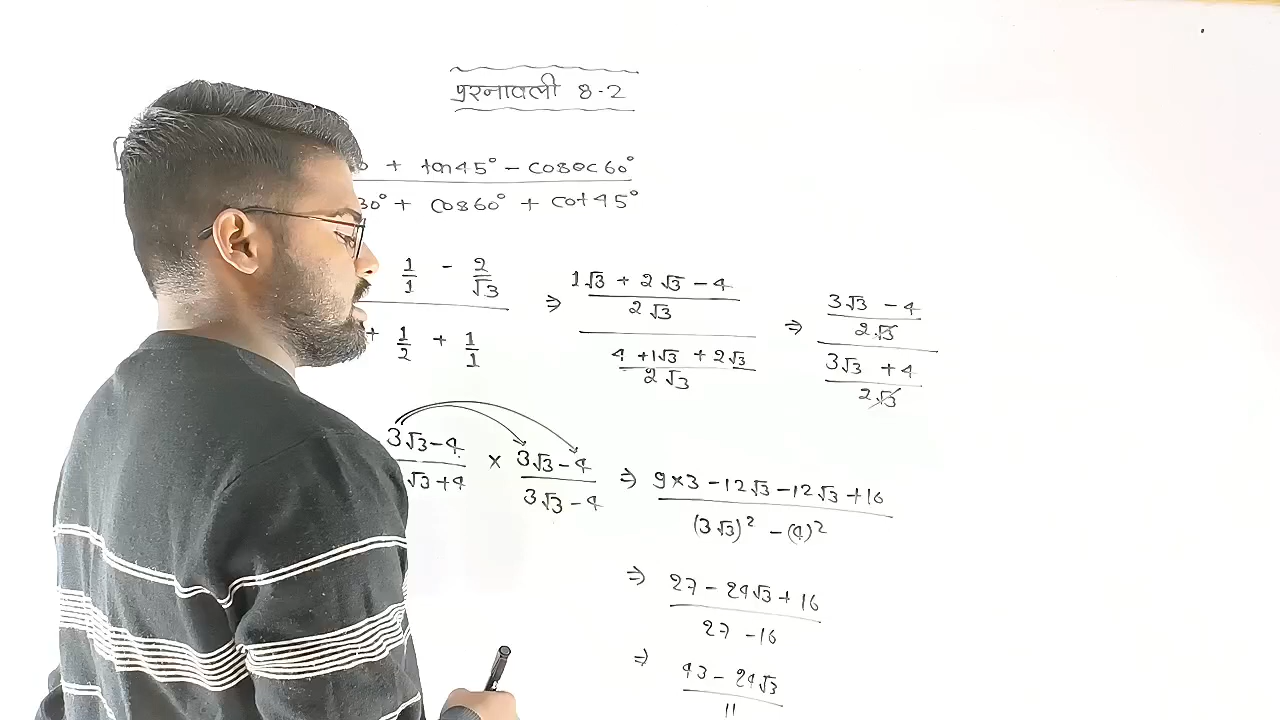 प्रश्नावली 8.2
+ tan45° - cosec60°
30° + cos60° + cot45°
1/1 - 2/√3
+ 1/2 + 1/1
⇒ 1√3 + 2√3 - 4 / 2√3
4 + 1√3 + 2√3 / 2√3
⇒ 3√3 - 4 / 2√3
3√3 + 4 / 2√3
3√3-4 / √3+4 × 3√3-4 / 3√3-4
⇒ 9×3 - 12√3 - 12√3 + 16 / (3√3)² - (4)²
⇒ 27 - 24√3 + 16 / 27 - 16
⇒ 43 - 24√3 / 11